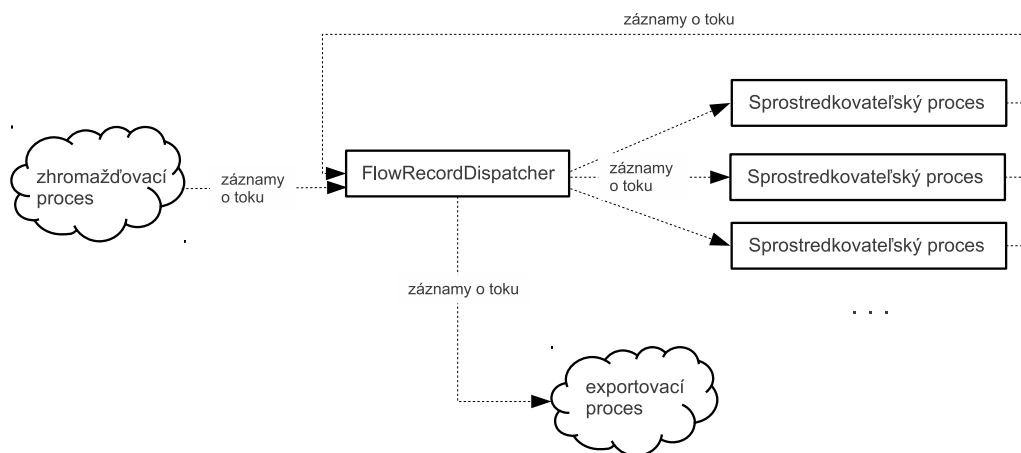 záznamy o toku
Sprostredkovateľský proces
zhromažďovací
proces
záznamy
o toku
FlowRecordDispatcher
záznamy
o toku
Sprostredkovateľský proces
Sprostredkovateľský proces
záznamy o toku
. . .
exportovací
proces